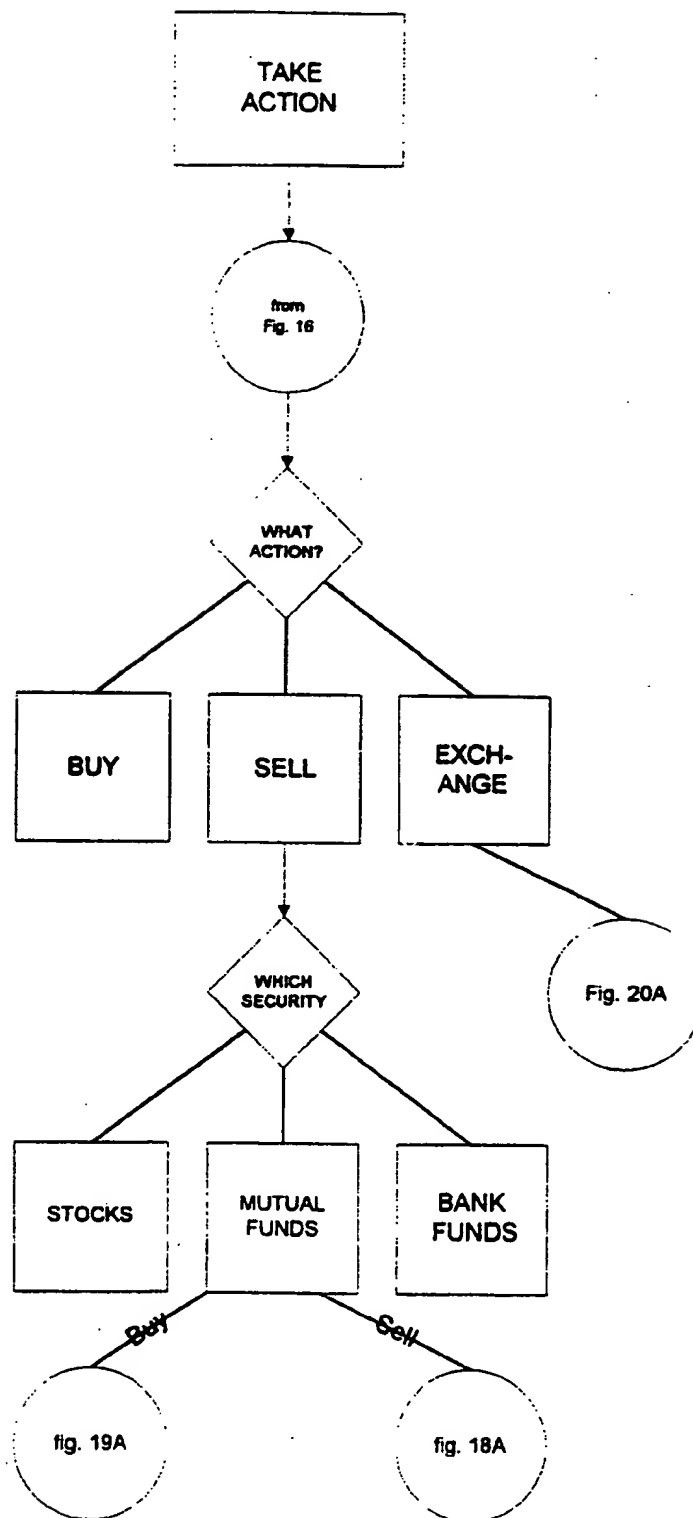 TAKE
ACTION
from
Fig. 16
WHAT
ACTION?
BUY
SELL
EXCH-
ANGE
Fig. 20A
WHICH
SECURITY
STOCKS
MUTUAL
FUNDS
BANK
FUNDS
Buy
Sell
fig. 19A
fig. 18A